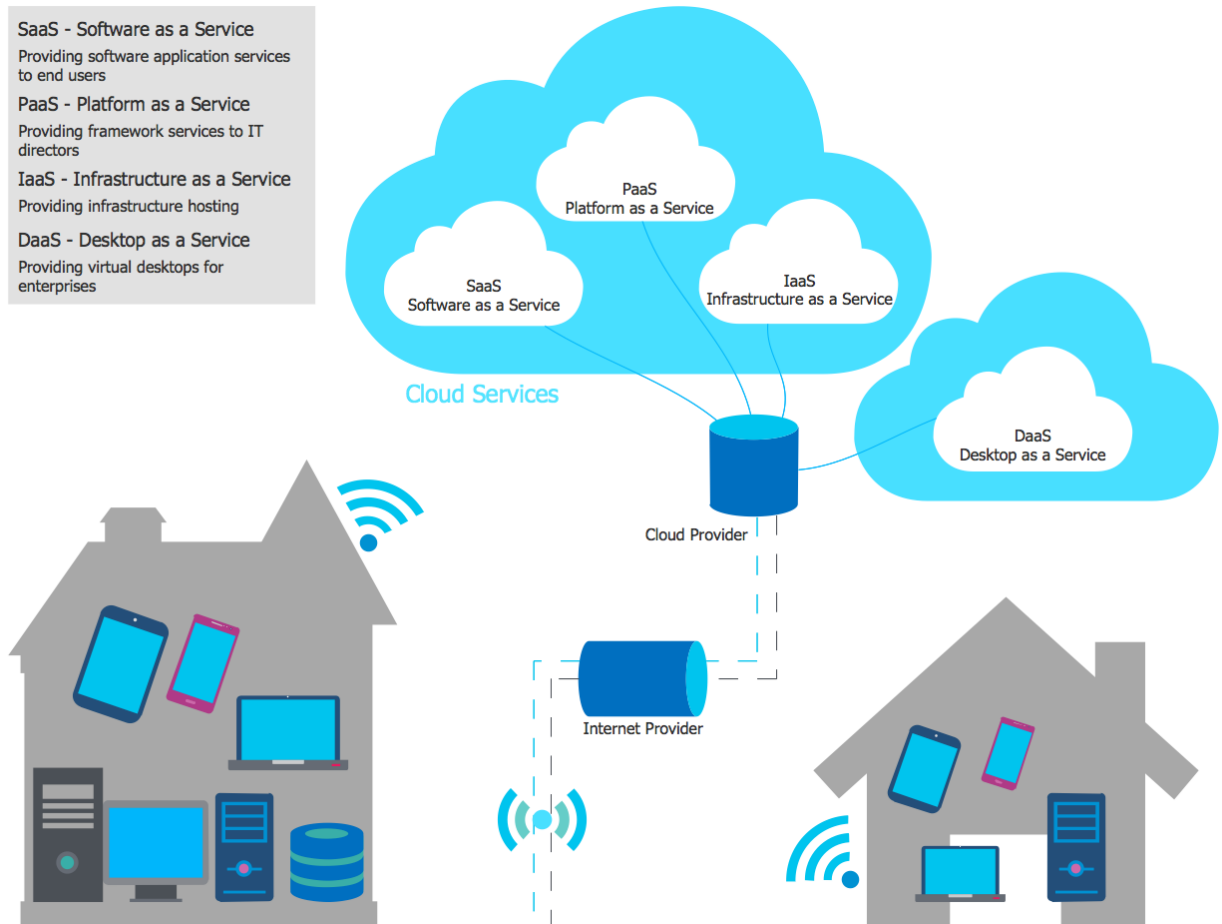 SaaS - Software as a Service
Providing software application services
to end users
PaaS - Platform as a Service
Providing framework services to IT
directors
IaaS - Infrastructure as a Service
Providing infrastructure hosting
DaaS - Desktop as a Service
Providing virtual desktops for
enterprises
PaaS
Platform as a Service
SaaS
Software as a Service
IaaS
Infrastructure as a Service
Cloud Services
DaaS
Desktop as a Service
Cloud Provider
Internet Provider